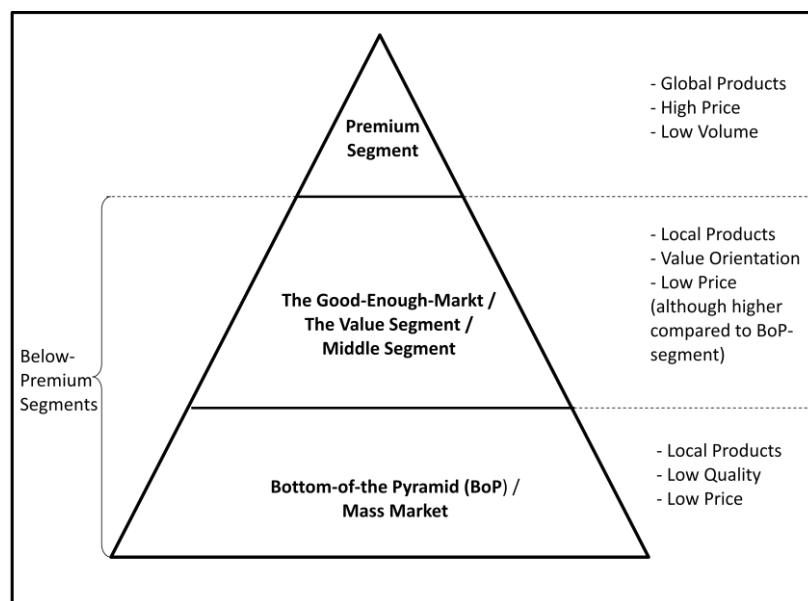 Premium
Segment
- Global Products
- High Price
- Low Volume
The Good-Enough-Markt /
The Value Segment /
Middle Segment
- Local Products
- Value Orientation
- Low Price
(although higher
compared to BoP-
segment)
Below-
Premium
Segments
Bottom-of-the Pyramid (BoP) /
Mass Market
- Local Products
- Low Quality
- Low Price